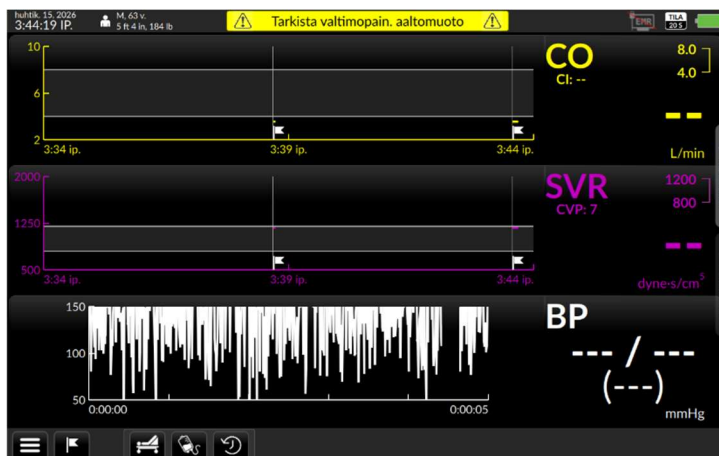 huhtik. 15, 2026
3:44:19 IP.
M, 63 v.
5 ft 4 in, 184 lb
Tarkista valtimopain. aaltomuoto
EMR
TILA
20 S
10
6
2
3:34 ip.
3:39 ip.
3:44 ip.
CO
CI: --
8.0
4.0
--
L/min
2000
1250
500
3:34 ip.
3:39 ip.
3:44 ip.
SVR
CVP: 7
1200
800
--
dyne·s/cm⁵
150
100
50
0:00:00
0:00:05
BP
--- / ---
(---)
mmHg